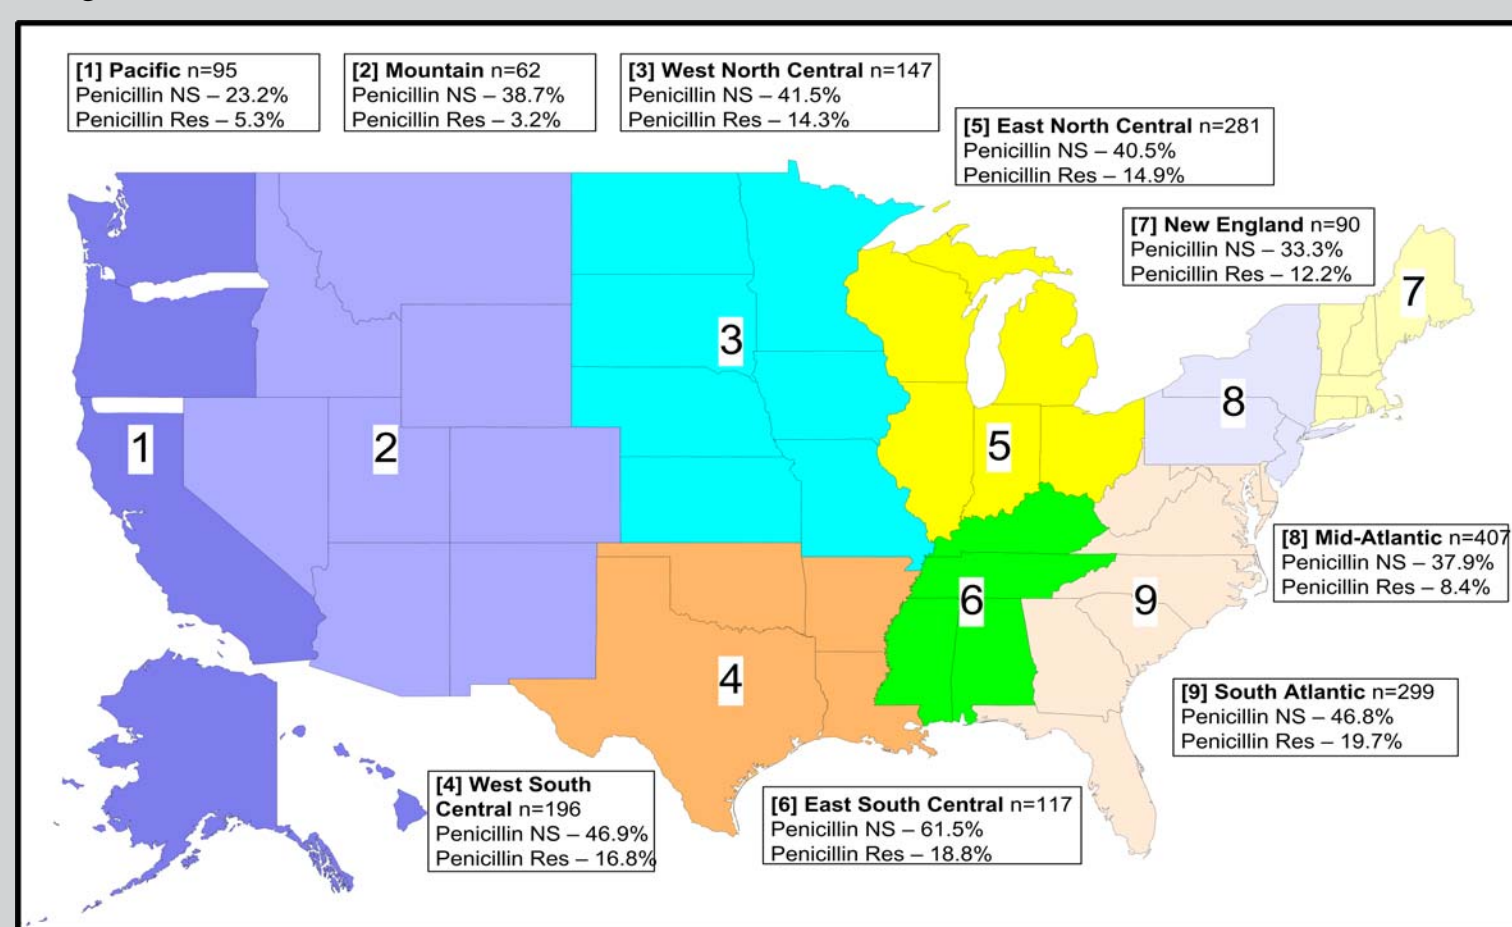 [1] Pacific n=95
Penicillin NS – 23.2%
Penicillin Res – 5.3%
[2] Mountain n=62
Penicillin NS – 38.7%
Penicillin Res – 3.2%
[3] West North Central n=147
Penicillin NS – 41.5%
Penicillin Res – 14.3%
[5] East North Central n=281
Penicillin NS – 40.5%
Penicillin Res – 14.9%
[7] New England n=90
Penicillin NS – 33.3%
Penicillin Res – 12.2%
7
3
8
1
2
5
[8] Mid-Atlantic n=407
Penicillin NS – 37.9%
Penicillin Res – 8.4%
6
9
4
[9] South Atlantic n=299
Penicillin NS – 46.8%
Penicillin Res – 19.7%
[4] West South
Central n=196
Penicillin NS – 46.9%
Penicillin Res – 16.8%
[6] East South Central n=117
Penicillin NS – 61.5%
Penicillin Res – 18.8%